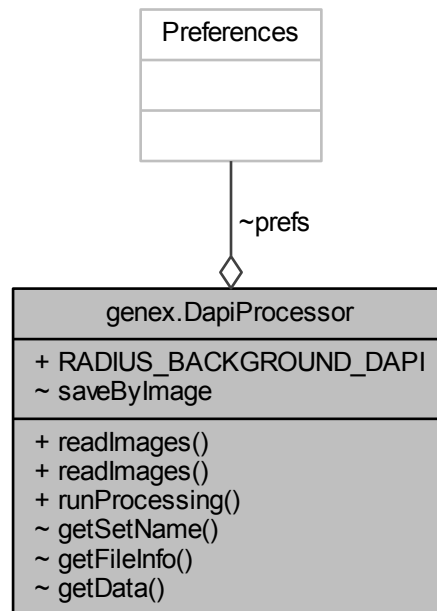 Preferences
~prefs
genex.DapiProcessor
+ RADIUS_BACKGROUND_DAPI
~ saveByImage
+ readImages()
+ readImages()
+ runProcessing()
~ getSetName()
~ getFileInfo()
~ getData()